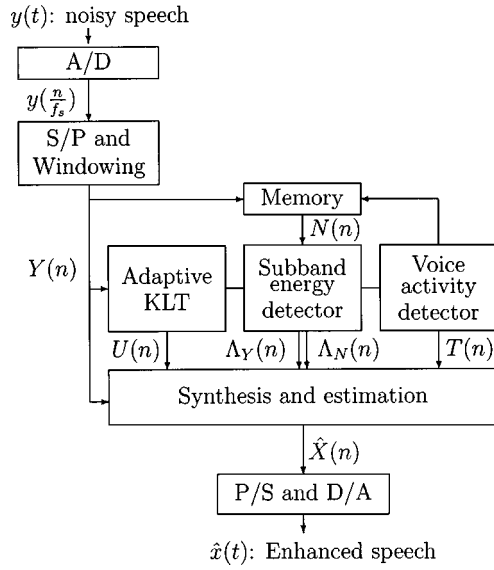 y(t): noisy speech
A/D
y(n/f_s)
S/P and
Windowing
Memory
N(n)
Y(n)
Adaptive
KLT
Subband
energy
detector
Voice
activity
detector
U(n)
Λ_Y(n)
Λ_N(n)
T(n)
Synthesis and estimation
X̂(n)
P/S and D/A
x̂(t): Enhanced speech